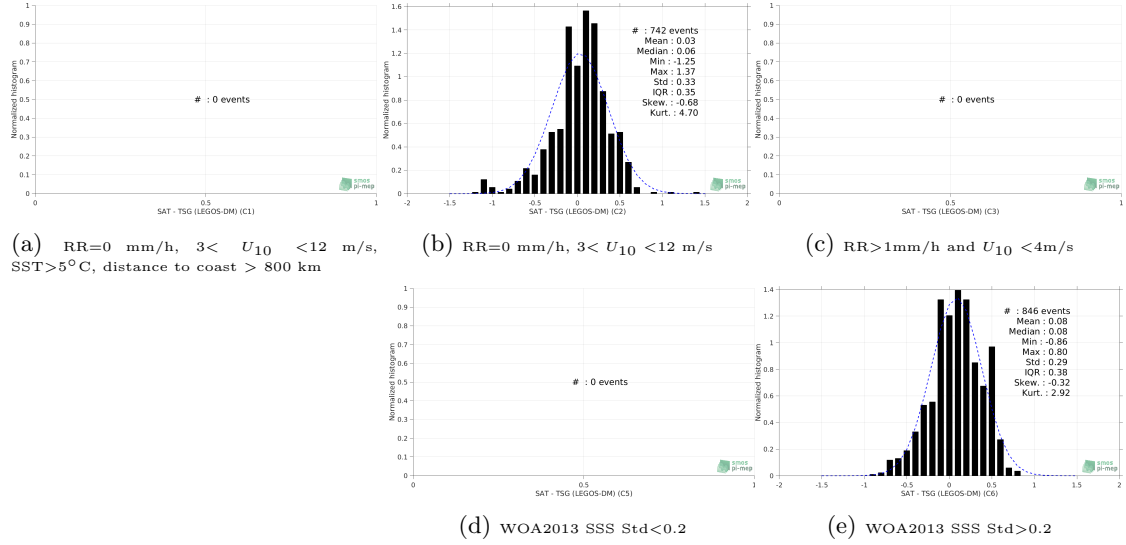 1
0.9
0.8
0.7
0.6
0.5
0.4
0.3
0.2
0.1
0
Normalized histogram
# : 0 events
smos
pi-mep
0 0.5 1
SAT - TSG (LEGOS-DM) (C1)
(a) RR=0 mm/h, 3< U10 <12 m/s,
SST>5°C, distance to coast > 800 km
1.6
1.4
1.2
1
0.8
0.6
0.4
0.2
0
Normalized histogram
# : 742 events
Mean : 0.03
Median : 0.06
Min : -1.25
Max : 1.37
Std : 0.33
IQR : 0.35
Skew. : -0.68
Kurt. : 4.70
smos
pi-mep
-2 -1.5 -1 -0.5 0 0.5 1 1.5 2
SAT - TSG (LEGOS-DM) (C2)
(b) RR=0 mm/h, 3< U10 <12 m/s
1
0.9
0.8
0.7
0.6
0.5
0.4
0.3
0.2
0.1
0
Normalized histogram
# : 0 events
smos
pi-mep
0 0.5 1
SAT - TSG (LEGOS-DM) (C3)
(c) RR>1mm/h and U10 <4m/s
1
0.9
0.8
0.7
0.6
0.5
0.4
0.3
0.2
0.1
0
Normalized histogram
# : 0 events
smos
pi-mep
0 0.5 1
SAT - TSG (LEGOS-DM) (C5)
(d) WOA2013 SSS Std<0.2
1.4
1.2
1
0.8
0.6
0.4
0.2
0
Normalized histogram
# : 846 events
Mean : 0.08
Median : 0.08
Min : -0.86
Max : 0.80
Std : 0.29
IQR : 0.38
Skew. : -0.32
Kurt. : 2.92
smos
pi-mep
-2 -1.5 -1 -0.5 0 0.5 1 1.5 2
SAT - TSG (LEGOS-DM) (C6)
(e) WOA2013 SSS Std>0.2